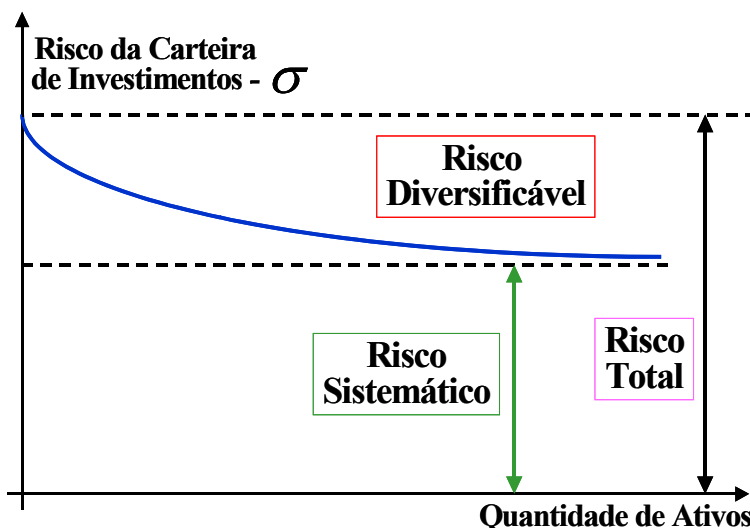 Risco da Carteira
de Investimentos - σ
Risco
Diversificável
Risco
Sistemático
Risco
Total
Quantidade de Ativos